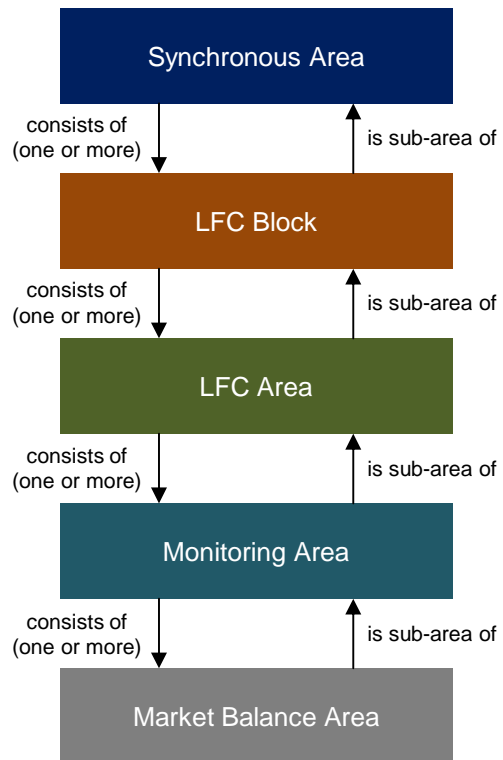 Synchronous Area
consists of
(one or more)
is sub-area of
LFC Block
consists of
(one or more)
is sub-area of
LFC Area
consists of
(one or more)
is sub-area of
Monitoring Area
consists of
(one or more)
is sub-area of
Market Balance Area